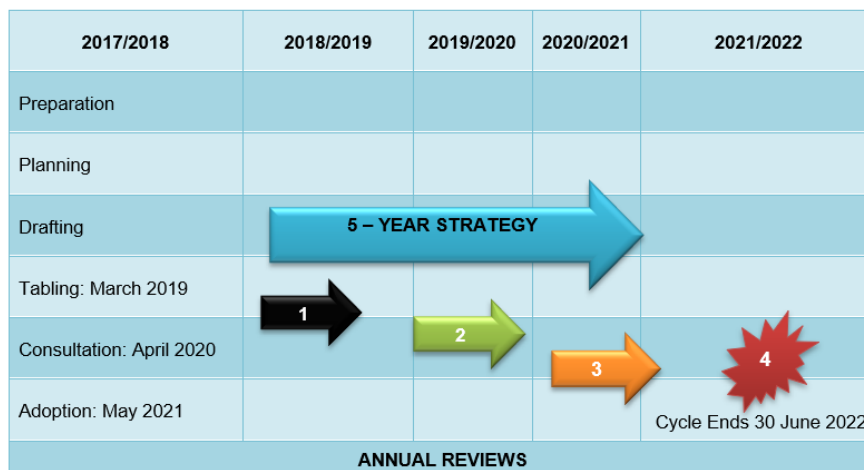 2017/2018 2018/2019 2019/2020 2020/2021 2021/2022
Preparation
Planning
Drafting
5 – YEAR STRATEGY
Tabling: March 2019
1
2
Consultation: April 2020
3
4
Adoption: May 2021
Cycle Ends 30 June 2022
ANNUAL REVIEWS